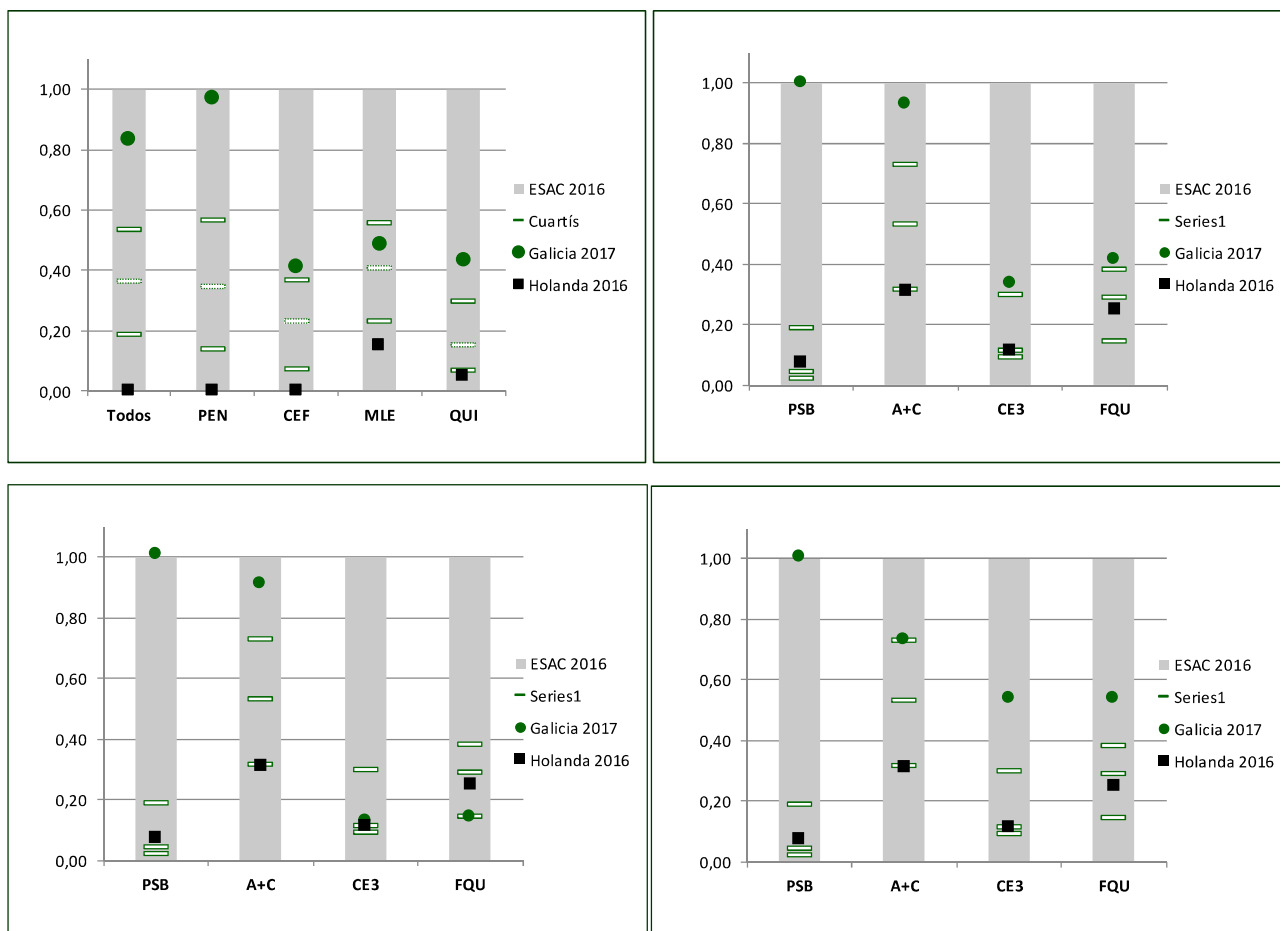 1,00
0,80
0,60
0,40
0,20
0,00
Todos PEN CEF MLE QUI
ESAC 2016
Cuartís
Galicia 2017
Holanda 2016
1,00
0,80
0,60
0,40
0,20
0,00
PSB A+C CE3 FQU
ESAC 2016
Series1
Galicia 2017
Holanda 2016
1,00
0,80
0,60
0,40
0,20
0,00
PSB A+C CE3 FQU
ESAC 2016
Series1
Galicia 2017
Holanda 2016
1,00
0,80
0,60
0,40
0,20
0,00
PSB A+C CE3 FQU
ESAC 2016
Series1
Galicia 2017
Holanda 2016